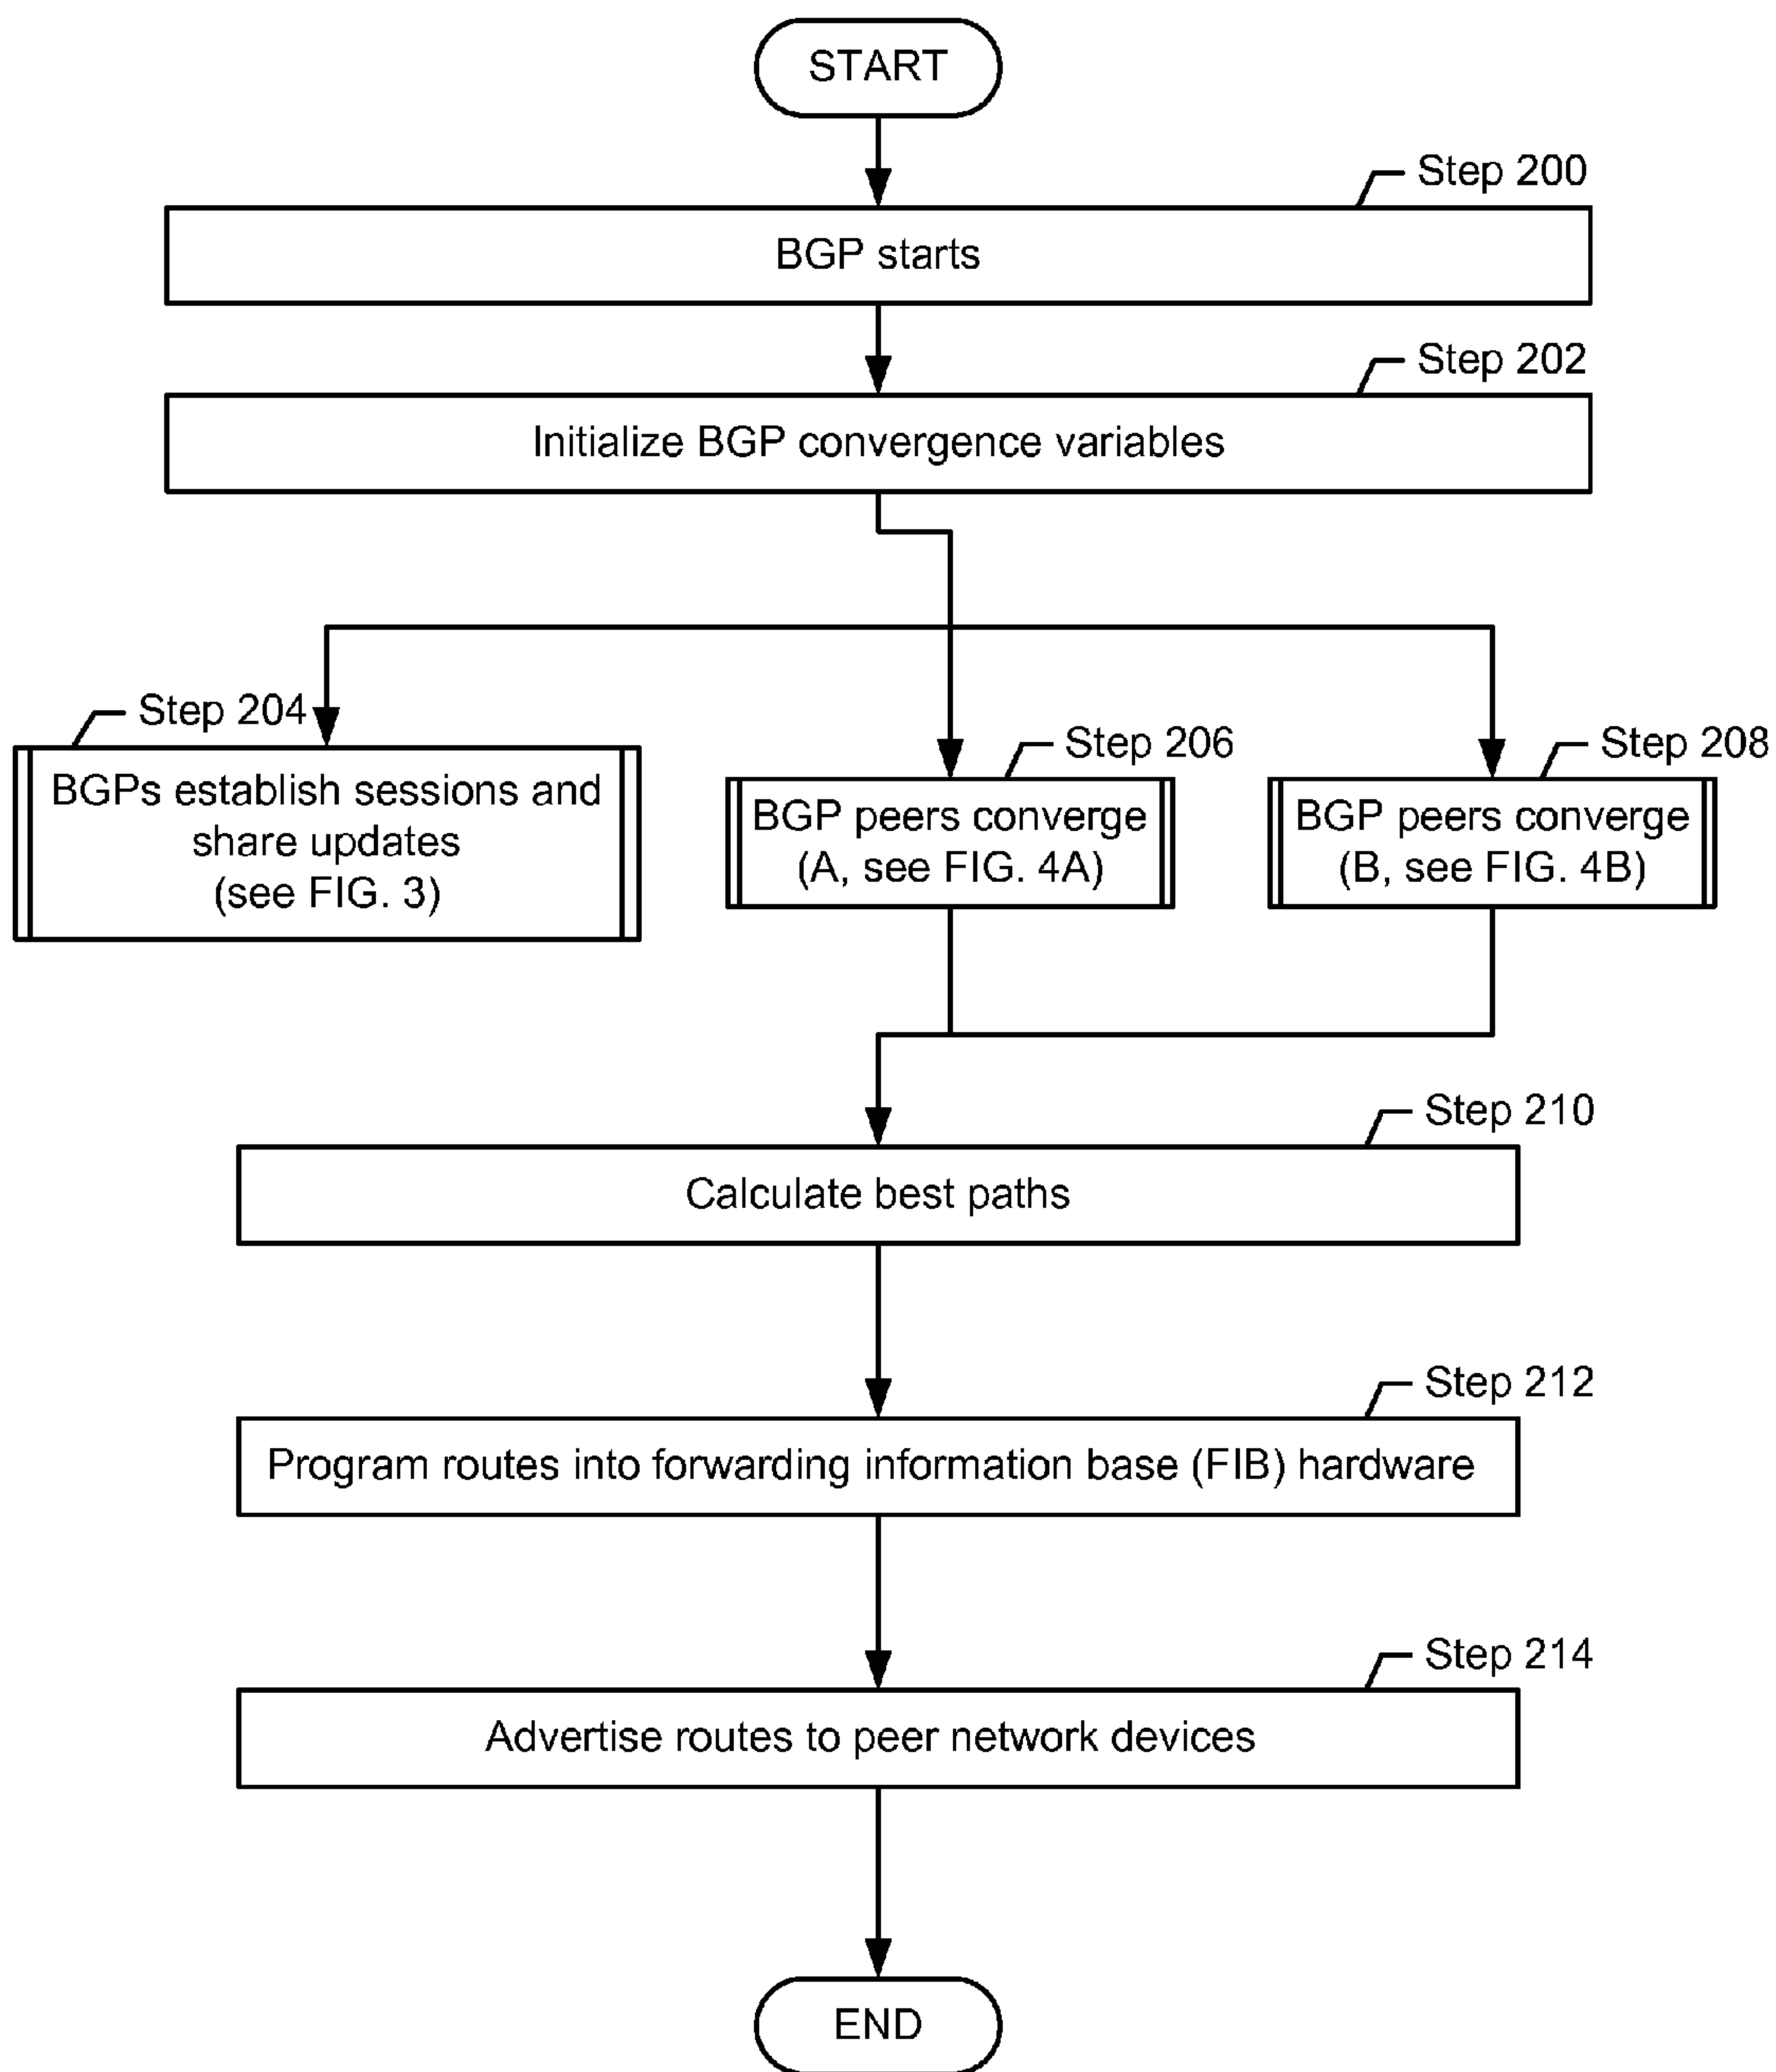 START
Step 200
BGP starts
Step 202
Initialize BGP convergence variables
Step 204
BGPs establish sessions and
share updates
(see FIG. 3)
Step 206
BGP peers converge
(A, see FIG. 4A)
Step 208
BGP peers converge
(B, see FIG. 4B)
Step 210
Calculate best paths
Step 212
Program routes into forwarding information base (FIB) hardware
Step 214
Advertise routes to peer network devices
END